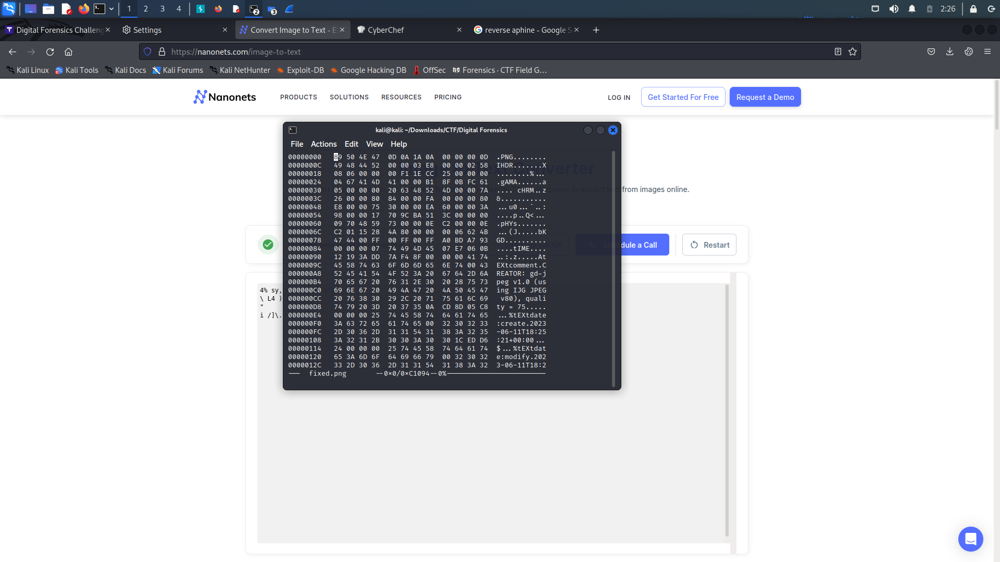 1 2 3 4 2 3 2:26
Digital Forensics Challeng Settings Convert Image to Text - E CyberChef reverse aphine - Google S
https://nanonets.com/image-to-text
Kali Linux Kali Tools Kali Docs Kali Forums Kali NetHunter Exploit-DB Google Hacking DB OffSec Forensics · CTF Field G…
Nanonets PRODUCTS SOLUTIONS RESOURCES PRICING LOG IN Get Started For Free Request a Demo
kali@kali: ~/Downloads/CTF/Digital Forensics
File Actions Edit View Help
00000000 89 50 4E 47 0D 0A 1A 0A 00 00 00 0D .PNG........
0000000C 49 48 44 52 00 00 03 E8 00 00 02 58 IHDR.......X
00000018 08 06 00 00 00 F1 1E CC 25 00 00 00 ........%...
00000024 04 67 41 4D 41 00 00 B1 8F 0B FC 61 .gAMA......a
00000030 05 00 00 00 20 63 48 52 4D 00 00 7A .... cHRM..z
0000003C 26 00 00 80 84 00 00 FA 00 00 00 80 &...........
00000048 E8 00 00 75 30 00 00 EA 60 00 00 3A ...u0...`..:
00000054 98 00 00 17 70 9C BA 51 3C 00 00 00 ....p..Q<...
00000060 09 70 48 59 73 00 00 0E C2 00 00 0E .pHYs.......
0000006C C2 01 15 28 4A 80 00 00 00 06 62 4B ...(J.....bK
00000078 47 44 00 FF 00 FF 00 FF A0 BD A7 93 GD..........
00000084 00 00 00 07 74 49 4D 45 07 E7 06 0B ....tIME....
00000090 12 19 3A DD 7A F4 8F 00 00 00 41 74 ..:.z.....At
0000009C 45 58 74 63 6F 6D 6D 65 6E 74 00 43 EXtcomment.C
000000A8 52 45 41 54 4F 52 3A 20 67 64 2D 6A REATOR: gd-j
000000B4 70 65 67 20 76 31 2E 30 20 28 75 73 peg v1.0 (us
000000C0 69 6E 67 20 49 4A 47 20 4A 50 45 47 ing IJG JPEG
000000CC 20 76 38 30 29 2C 20 71 75 61 6C 69  v80), quali
000000D8 74 79 20 3D 20 37 35 0A CD 8D 05 C8 ty = 75.....
000000E4 00 00 00 25 74 45 58 74 64 61 74 65 ...%tEXtdate
000000F0 3A 63 72 65 61 74 65 00 32 30 32 33 :create.2023
000000FC 2D 30 36 2D 31 31 54 31 38 3A 32 35 -06-11T18:25
00000108 3A 32 31 2B 30 30 3A 30 30 1C ED D6 :21+00:00...
00000114 24 00 00 00 25 74 45 58 74 64 61 74 $...%tEXtdat
00000120 65 3A 6D 6F 64 69 66 79 00 32 30 32 e:modify.202
0000012C 33 2D 30 36 2D 31 31 54 31 38 3A 32 3-06-11T18:2
--- fixed.png --0×0/0×C1094--0%
Text Converter
from images online.
Schedule a Call Restart
4% sy,
\ L4 )
"
i /]\.